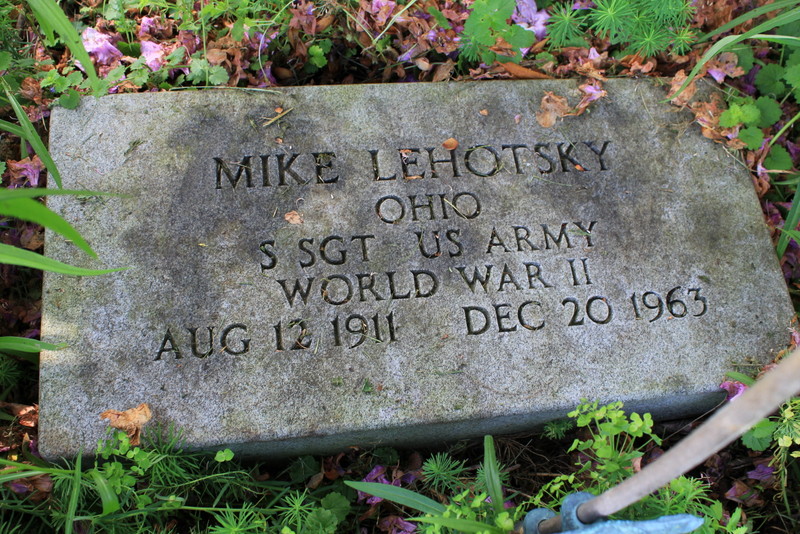 MIKE LEHOTSKY
OHIO
S SGT US ARMY
WORLD WAR II
AUG 12 1911 DEC 20 1963